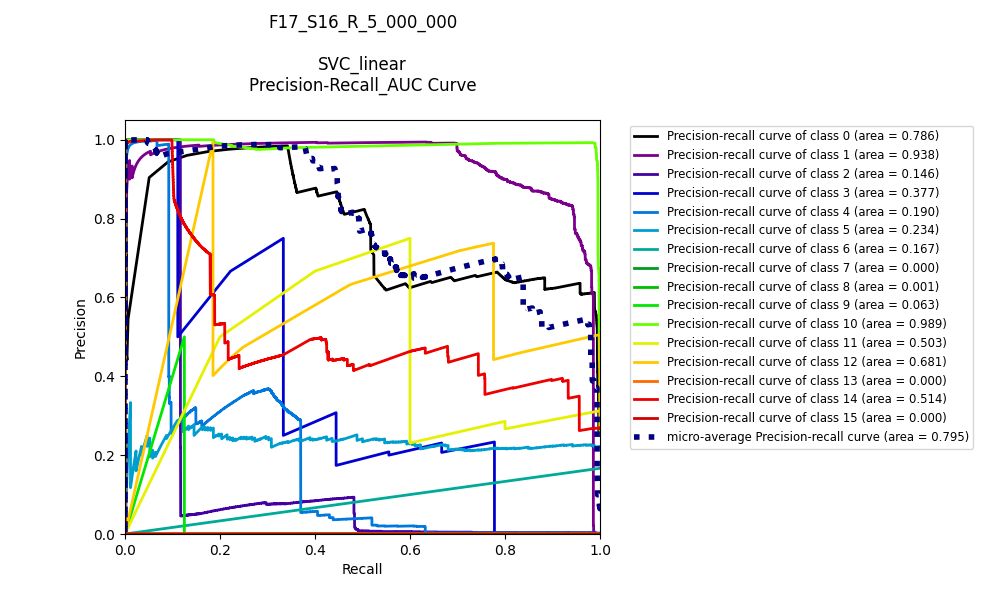 F17_S16_R_5_000_000
SVC_linear
Precision-Recall_AUC Curve
Precision
1.0
0.8
0.6
0.4
0.2
0.0
0.0 0.2 0.4 0.6 0.8 1.0
Recall
Precision-recall curve of class 0 (area = 0.786)
Precision-recall curve of class 1 (area = 0.938)
Precision-recall curve of class 2 (area = 0.146)
Precision-recall curve of class 3 (area = 0.377)
Precision-recall curve of class 4 (area = 0.190)
Precision-recall curve of class 5 (area = 0.234)
Precision-recall curve of class 6 (area = 0.167)
Precision-recall curve of class 7 (area = 0.000)
Precision-recall curve of class 8 (area = 0.001)
Precision-recall curve of class 9 (area = 0.063)
Precision-recall curve of class 10 (area = 0.989)
Precision-recall curve of class 11 (area = 0.503)
Precision-recall curve of class 12 (area = 0.681)
Precision-recall curve of class 13 (area = 0.000)
Precision-recall curve of class 14 (area = 0.514)
Precision-recall curve of class 15 (area = 0.000)
micro-average Precision-recall curve (area = 0.795)